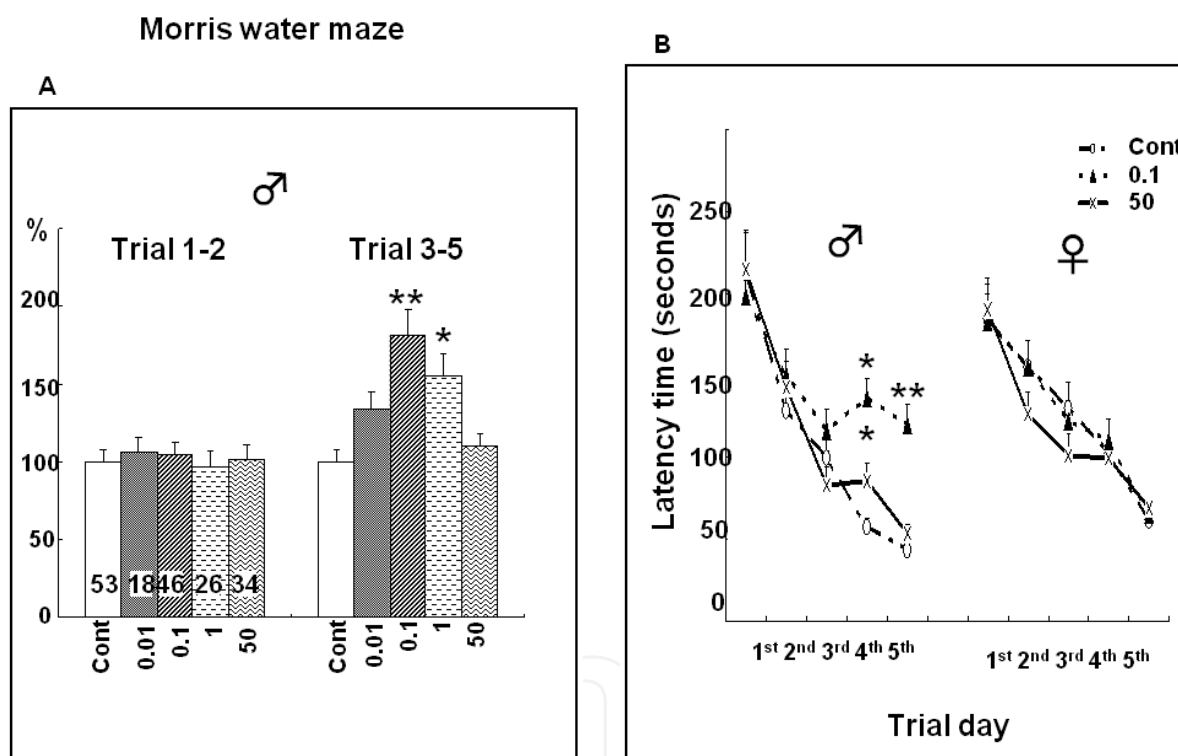 Morris water maze
A
♂
%
Trial 1-2
Trial 3-5
200
150
100
50
0
**
*
53 18 46 26 34
Cont 0.01 0.1 1 50
Cont 0.01 0.1 1 50
B
Cont
0.1
50
Latency time (seconds)
250
200
150
100
50
0
♂
♀
*
**
*
1st 2nd 3rd 4th 5th
1st 2nd 3rd 4th 5th
Trial day